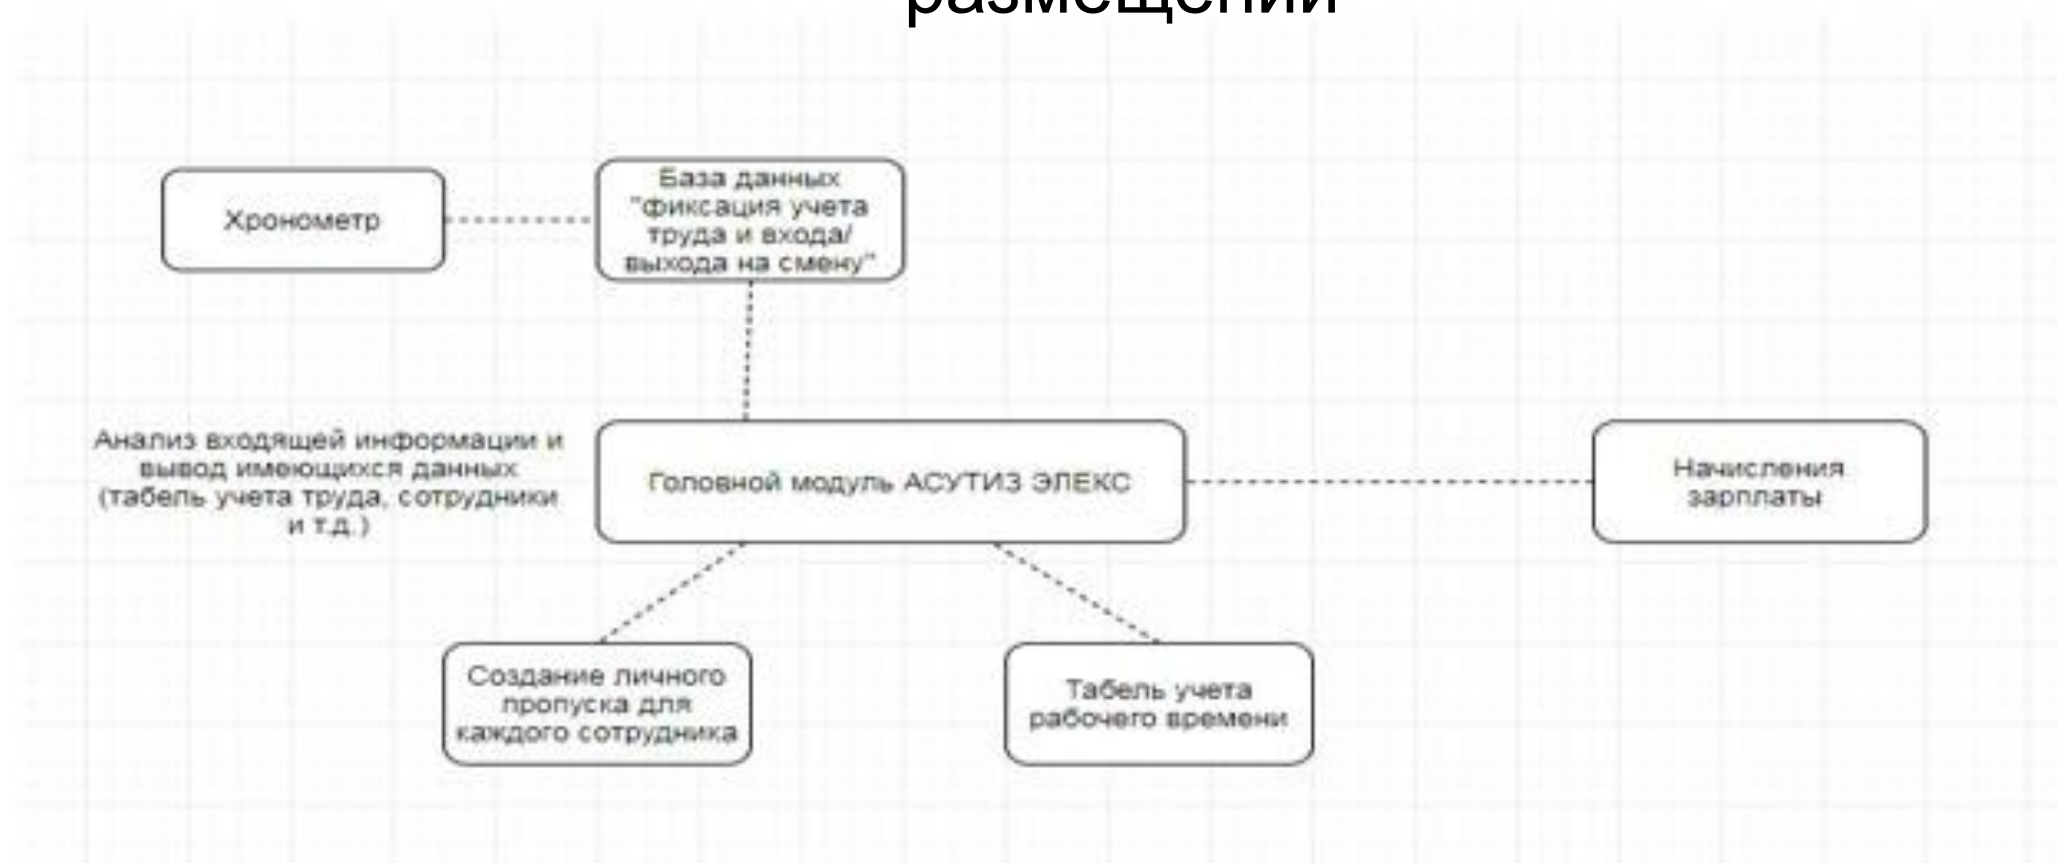 размещении
Хронометр
База данных
"фиксация учета
труда и входа/
выхода на смену"
Анализ входящей информации и
вывод имеющихся данных
(табель учета труда, сотрудники
и т.д.)
Головной модуль АСУТИЗ ЭЛЕКС
Начисления
зарплаты
Создание личного
пропуска для
каждого сотрудника
Табель учета
рабочего времени